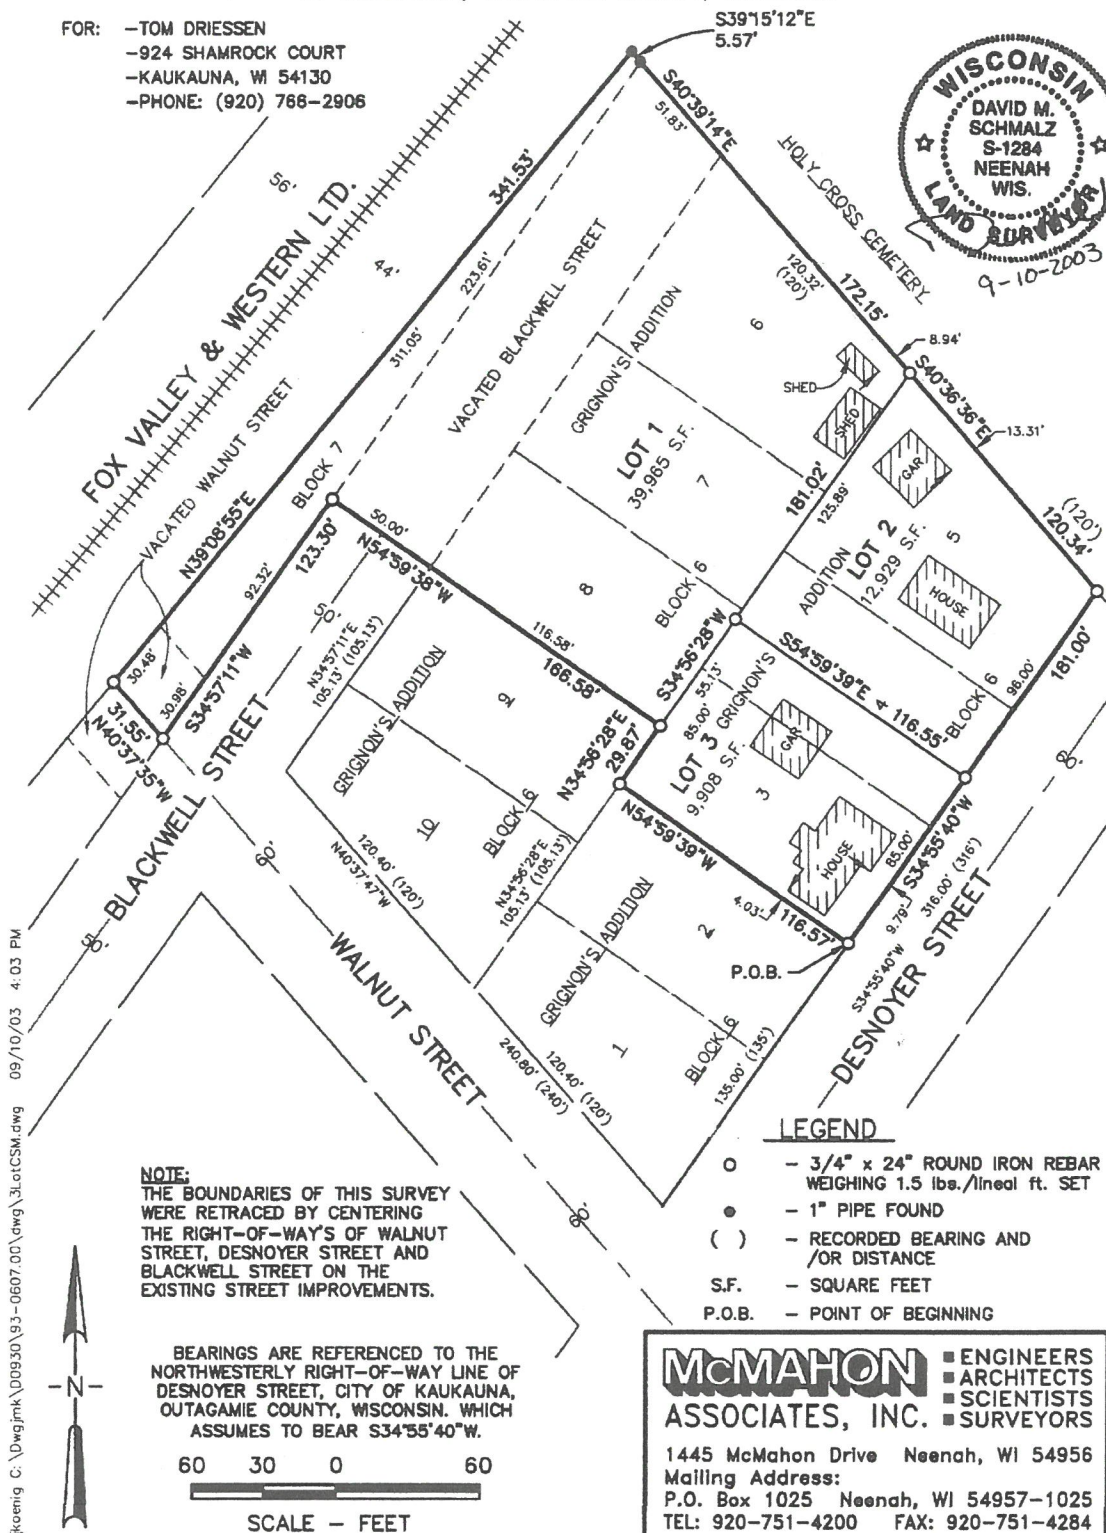 FOR: -TOM DRIESSEN
-924 SHAMROCK COURT
-KAUKAUNA, WI 54130
-PHONE: (920) 766-2906
S39°15'12"E
5.57'
WISCONSIN
DAVID M.
SCHMALZ
S-1284
NEENAH
WIS.
LAND SURVEYOR
9-10-2003
S40°39'14"E
51.83'
HOLY CROSS CEMETERY
120.32'
(120')
172.15'
8.94'
S40°36'36"E
13.31'
(120')
120.34'
56'
FOX VALLEY & WESTERN LTD.
44'
341.53'
223.61'
311.05'
N39°08'55"E
VACATED BLACKWELL STREET
VACATED WALNUT STREET
BLOCK 7
GRIGNON'S ADDITION
6
SHED
SHED
LOT 1
39,965 S.F.
7
181.02'
125.89'
GAR
ADDITION
LOT 2
12,929 S.F.
5
HOUSE
181.00'
96.00'
BLOCK 6
50.00'
N54°59'38"W
116.58'
166.58'
8
BLOCK 6
S34°56'28"W
S54°59'39"E
4
116.55'
123.30'
92.32'
S34°57'11"W
30.48'
30.98'
31.55'
N40°37'35"W
50'
N34°57'11"E
105.13' (105.13')
BLACKWELL STREET
50'
GRIGNON'S ADDITION
9
10
BLOCK 6
N34°56'28"E
29.87'
85.00'
55.13'
GRIGNON'S
LOT 3
9,908 S.F.
3
GAR
HOUSE
85.00'
S34°55'40"W
N54°59'39"W
4.03'
116.57'
9.79'
316.00' (316')
S34°55'40"W
DESNOYER STREET
80'
P.O.B.
60'
120.40' (120')
N40°37'47"W
N34°56'28"E
105.13' (105.13')
GRIGNON'S ADDITION
2
1
BLOCK 6
135.00' (135')
WALNUT STREET
120.40' (120')
240.80' (240')
60'
LEGEND
- 3/4" x 24" ROUND IRON REBAR
WEIGHING 1.5 lbs./lineal ft. SET
- 1" PIPE FOUND
( ) - RECORDED BEARING AND
/OR DISTANCE
S.F. - SQUARE FEET
P.O.B. - POINT OF BEGINNING
NOTE:
THE BOUNDARIES OF THIS SURVEY
WERE RETRACED BY CENTERING
THE RIGHT-OF-WAY'S OF WALNUT
STREET, DESNOYER STREET AND
BLACKWELL STREET ON THE
EXISTING STREET IMPROVEMENTS.
BEARINGS ARE REFERENCED TO THE
NORTHWESTERLY RIGHT-OF-WAY LINE OF
DESNOYER STREET, CITY OF KAUKAUNA,
OUTAGAMIE COUNTY, WISCONSIN. WHICH
ASSUMES TO BEAR S34°55'40"W.
-N-
60 30 0 60
SCALE - FEET
McMAHON
ASSOCIATES, INC.
ENGINEERS
ARCHITECTS
SCIENTISTS
SURVEYORS
1445 McMahon Drive Neenah, WI 54956
Mailing Address:
P.O. Box 1025 Neenah, WI 54957-1025
TEL: 920-751-4200 FAX: 920-751-4284
koenig C:\Dwgjmk\D0930\93-0607.00\dwg\3LotCSM.dwg 09/10/03 4:03 PM